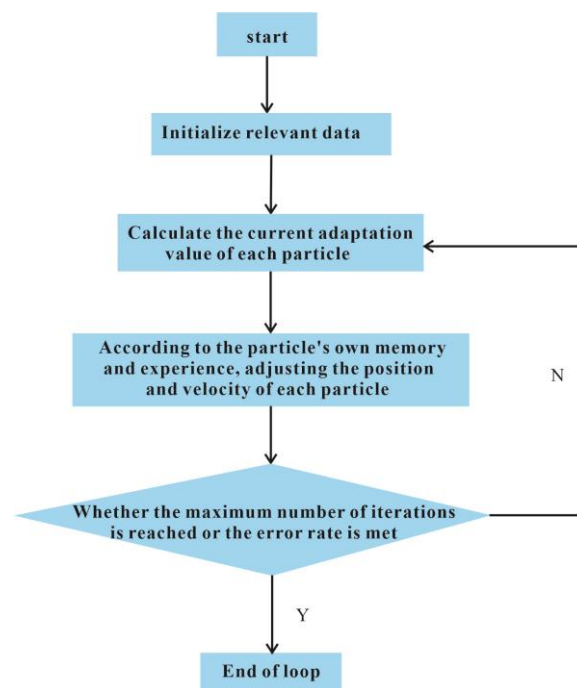 start
Initialize relevant data
Calculate the current adaptation
value of each particle
According to the particle's own memory
and experience, adjusting the position
and velocity of each particle
N
Whether the maximum number of iterations
is reached or the error rate is met
Y
End of loop